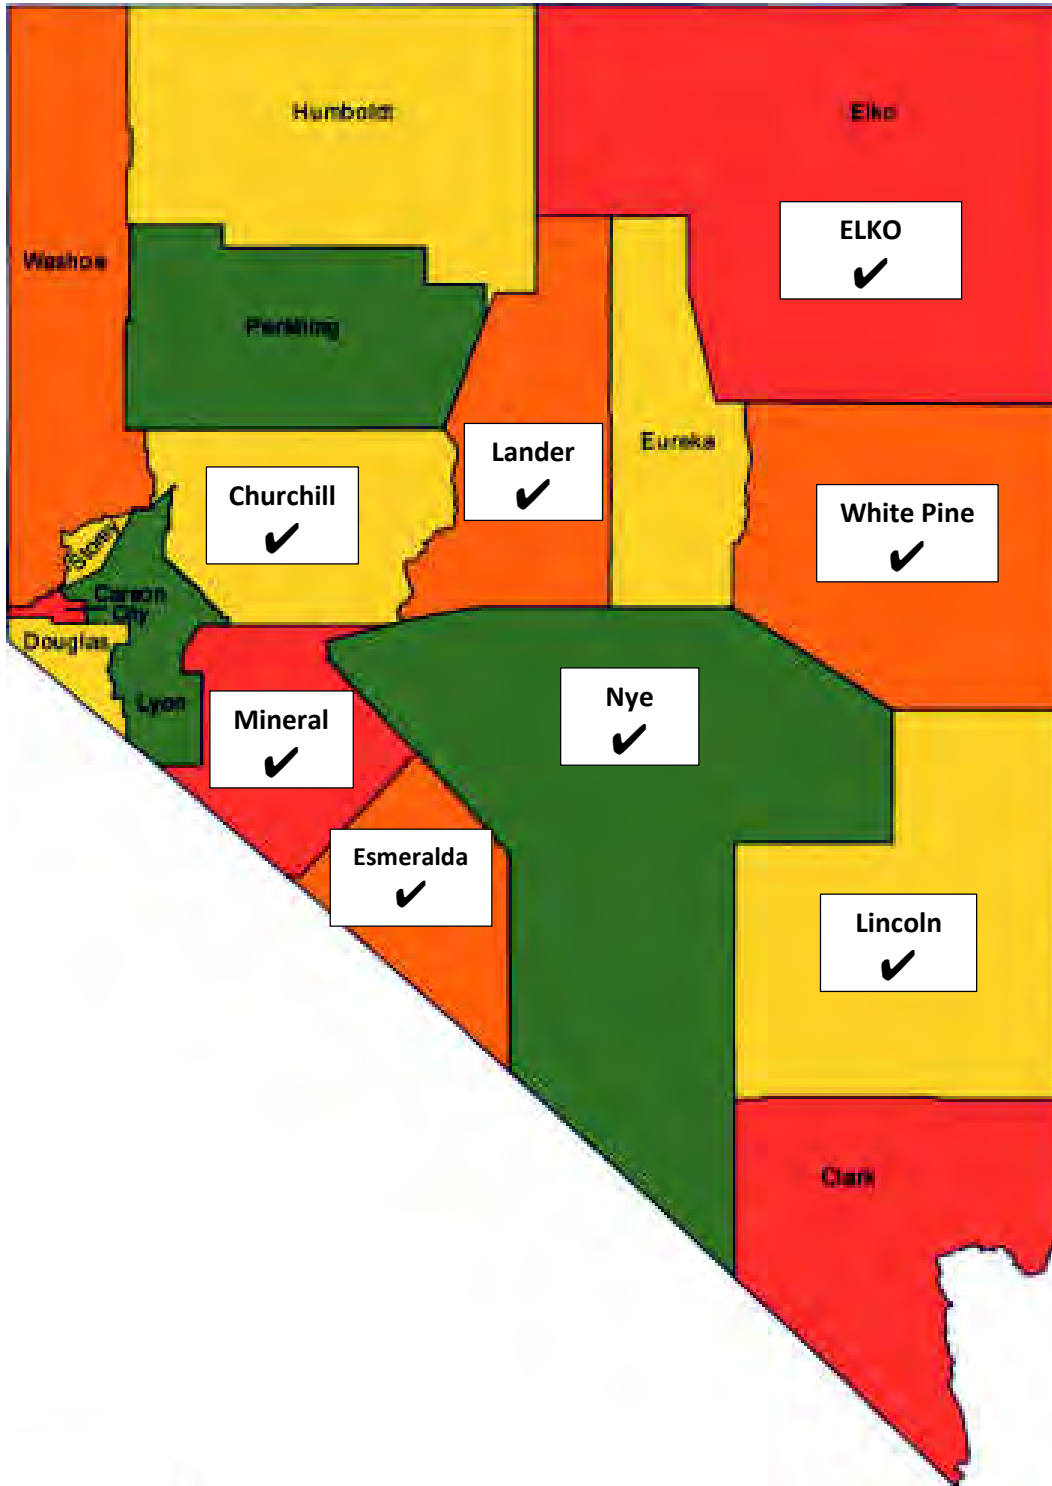 Humboldt
Elko
ELKO
✔
Washoe
Pershing
Lander
✔
Eureka
Churchill
✔
White Pine
✔
Storey
Carson
City
Douglas
Lyon
Mineral
✔
Nye
✔
Esmeralda
✔
Lincoln
✔
Clark